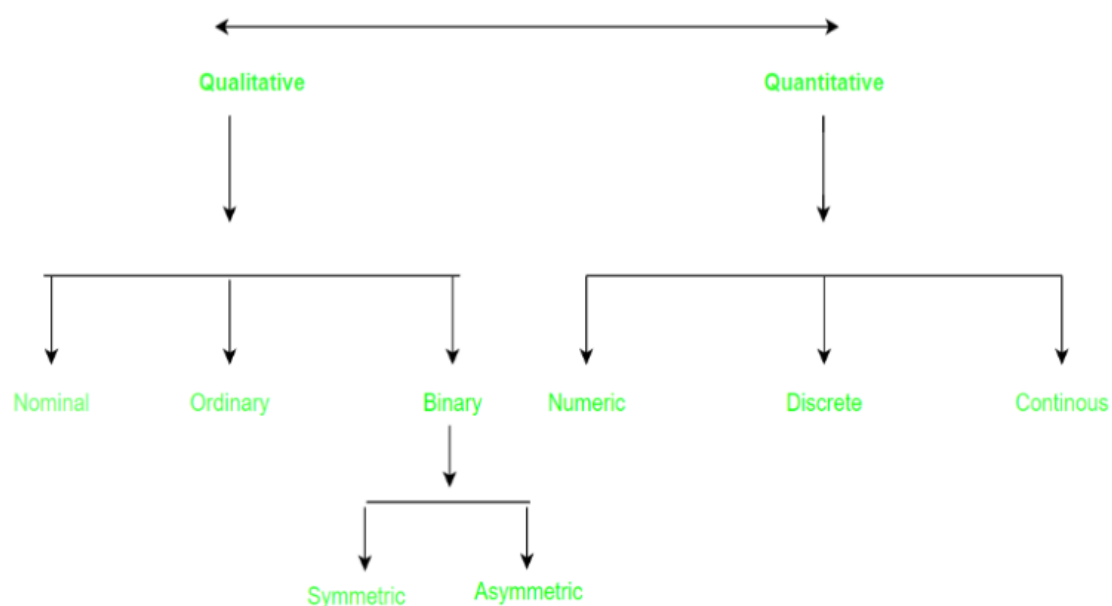 Qualitative
Quantitative
Nominal
Ordinary
Binary
Numeric
Discrete
Continous
Symmetric
Asymmetric